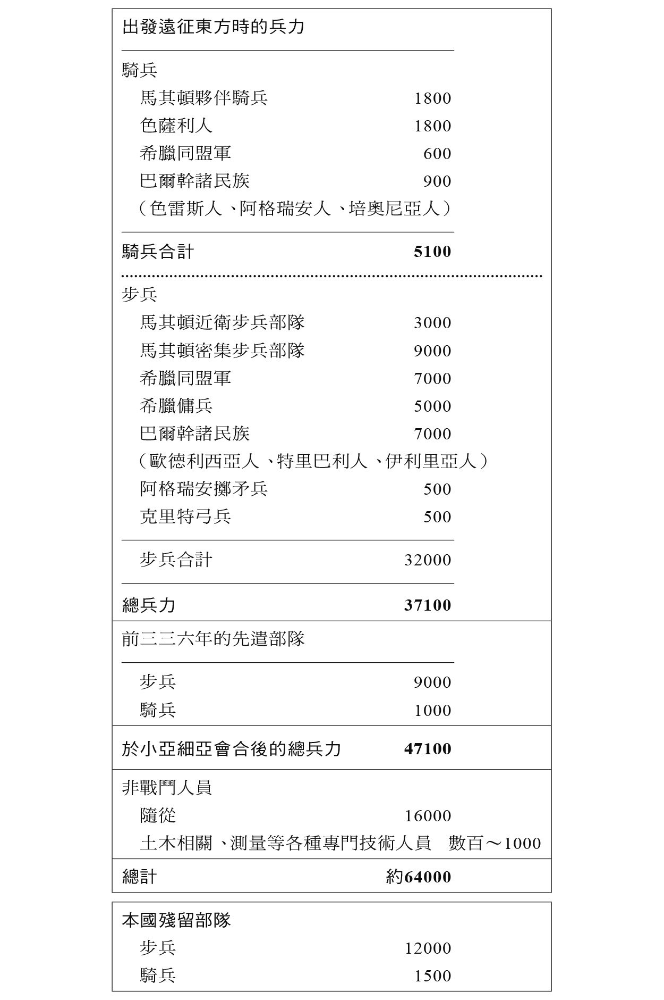 出發遠征東方時的兵力
騎兵
馬其頓夥伴騎兵 1800
色薩利人 1800
希臘同盟軍 600
巴爾幹諸民族 900
（色雷斯人、阿格瑞安人、培奧尼亞人）
騎兵合計 5100
步兵
馬其頓近衛步兵部隊 3000
馬其頓密集步兵部隊 9000
希臘同盟軍 7000
希臘傭兵 5000
巴爾幹諸民族 7000
（歐德利西亞人、特里巴利人、伊利里亞人）
阿格瑞安擲矛兵 500
克里特弓兵 500
步兵合計 32000
總兵力 37100
前三三六年的先遣部隊
步兵 9000
騎兵 1000
於小亞細亞會合後的總兵力 47100
非戰鬥人員
隨從 16000
土木相關、測量等各種專門技術人員 數百～1000
總計 約64000
本國殘留部隊
步兵 12000
騎兵 1500